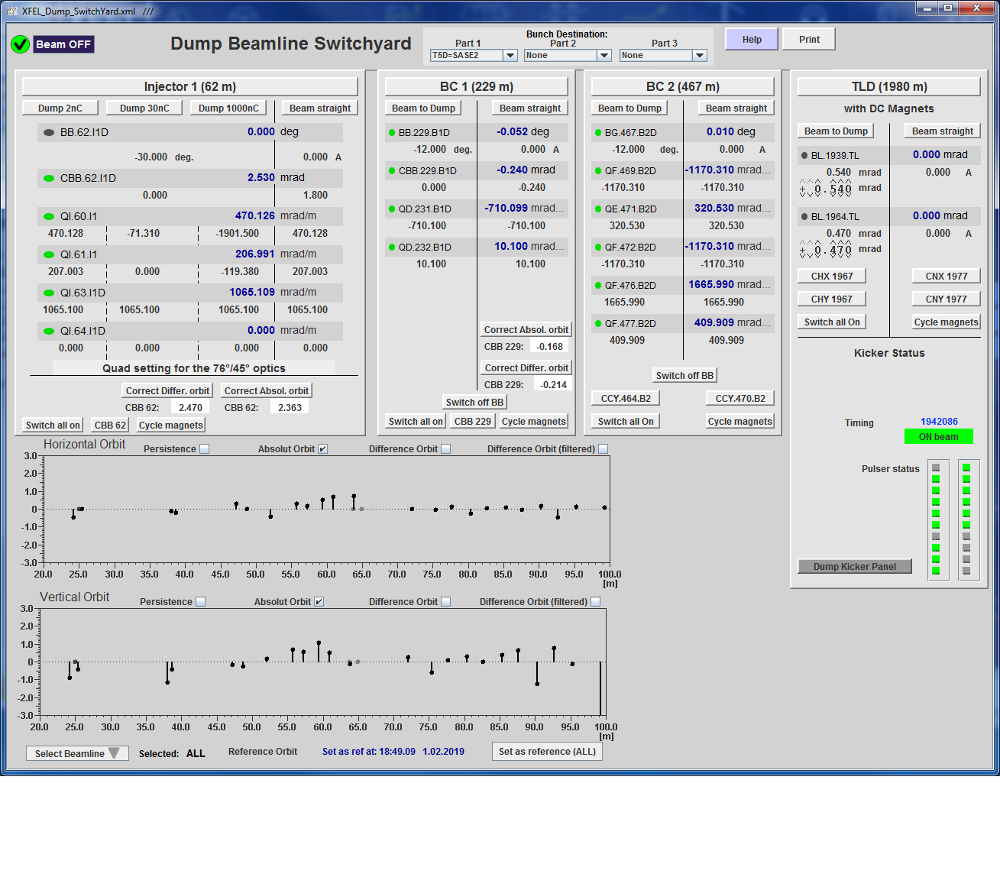 XFEL_Dump_SwitchYard.xml ///
Beam OFF
Dump Beamline Switchyard
Bunch Destination:
Part 1 Part 2 Part 3
T5D=SASE2 None None
Help Print
Injector 1 (62 m)
Dump 2nC Dump 30nC Dump 1000nC Beam straight
BB.62.I1D 0.000 deg
-30.000 deg. 0.000 A
CBB.62.I1D 2.530 mrad
0.000 1.800
QI.60.I1 470.126 mrad/m
470.128 -71.310 -1901.500 470.128
QI.61.I1 206.991 mrad/m
207.003 0.000 -119.380 207.003
QI.63.I1D 1065.109 mrad/m
1065.100 1065.100 1065.100 1065.100
QI.64.I1D 0.000 mrad/m
0.000 0.000 0.000 0.000
Quad setting for the 76°/45° optics
Correct Differ. orbit Correct Absol. orbit
CBB 62: 2.470 CBB 62: 2.363
Switch all on CBB 62 Cycle magnets
BC 1 (229 m)
Beam to Dump Beam straight
BB.229.B1D -0.052 deg
-12.000 deg. 0.000 A
CBB.229.B1D -0.240 mrad
0.000 -0.240
QD.231.B1D -710.099 mrad...
-710.100 -710.100
QD.232.B1D 10.100 mrad...
10.100 10.100
Correct Absol. orbit
CBB 229: -0.168
Correct Differ. orbit
CBB 229: -0.214
Switch off BB
Switch all on CBB 229 Cycle magnets
BC 2 (467 m)
Beam to Dump Beam straight
BG.467.B2D 0.010 deg
-12.000 deg. 0.000 A
QF.469.B2D -1170.310 mrad...
-1170.310 -1170.310
QE.471.B2D 320.530 mrad...
320.530 320.530
QF.472.B2D -1170.310 mrad...
-1170.310 -1170.310
QF.476.B2D 1665.990 mrad...
1665.990 1665.990
QF.477.B2D 409.909 mrad...
409.909 409.909
Switch off BB
CCY.464.B2 CCY.470.B2
Switch all On Cycle magnets
TLD (1980 m)
with DC Magnets
Beam to Dump Beam straight
BL.1939.TL 0.000 mrad
0.540 mrad 0.000 A
+ 0.540 mrad
BL.1964.TL 0.000 mrad
0.470 mrad 0.000 A
+ 0.470 mrad
CHX 1967 CNX 1977
CHY 1967 CNY 1977
Switch all On Cycle magnets
Kicker Status
Timing 1942086
ON beam
Pulser status
Dump Kicker Panel
Horizontal Orbit Persistence Absolut Orbit Difference Orbit Difference Orbit (filtered)
3.0
2.0
1.0
0
-1.0
-2.0
-3.0
20.0 25.0 30.0 35.0 40.0 45.0 50.0 55.0 60.0 65.0 70.0 75.0 80.0 85.0 90.0 95.0 100.0
[m]
Vertical Orbit Persistence Absolut Orbit Difference Orbit Difference Orbit (filtered)
3.0
2.0
1.0
0
-1.0
-2.0
-3.0
20.0 25.0 30.0 35.0 40.0 45.0 50.0 55.0 60.0 65.0 70.0 75.0 80.0 85.0 90.0 95.0 100.0
[m]
Select Beamline Selected: ALL Reference Orbit Set as ref at: 18:49.09 1.02.2019 Set as reference (ALL)